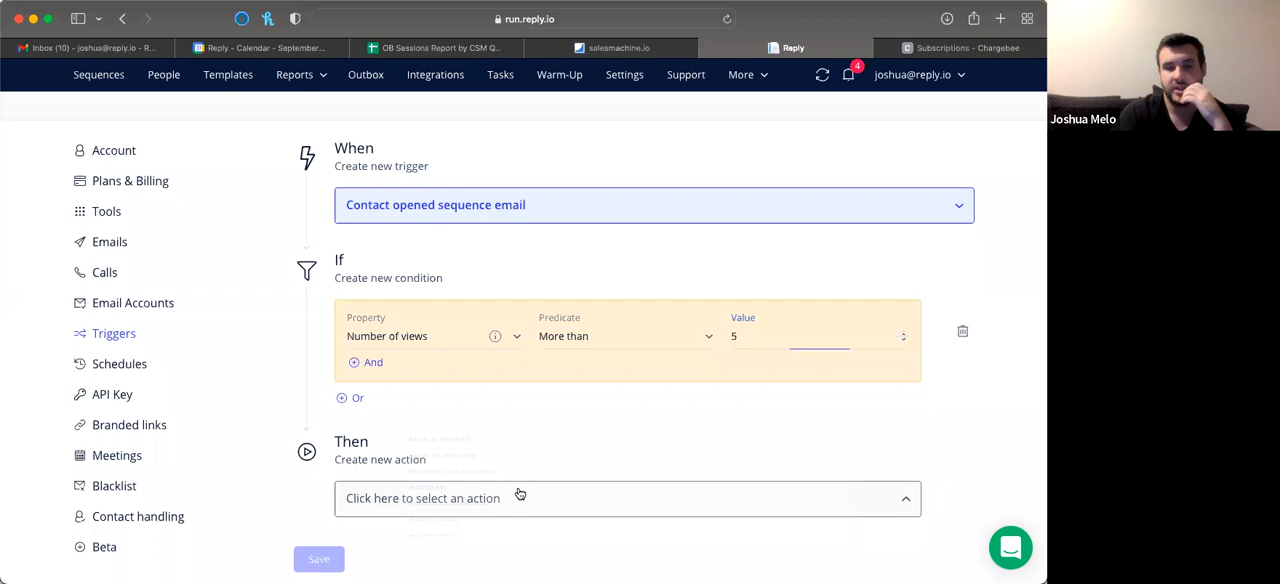 run.reply.io
Inbox (10) - joshua@reply.io - R...
Reply - Calendar - September...
OB Sessions Report by CSM Q...
salesmachine.io
Reply
Subscriptions - Chargebee
Sequences People Templates Reports Outbox Integrations Tasks Warm-Up Settings Support More 4 joshua@reply.io
Joshua Melo
Account
Plans & Billing
Tools
Emails
Calls
Email Accounts
Triggers
Schedules
API Key
Branded links
Meetings
Blacklist
Contact handling
Beta
When
Create new trigger
Contact opened sequence email
If
Create new condition
Property Predicate Value
Number of views More than 5
And
Or
Then
Create new action
Click here to select an action
Save